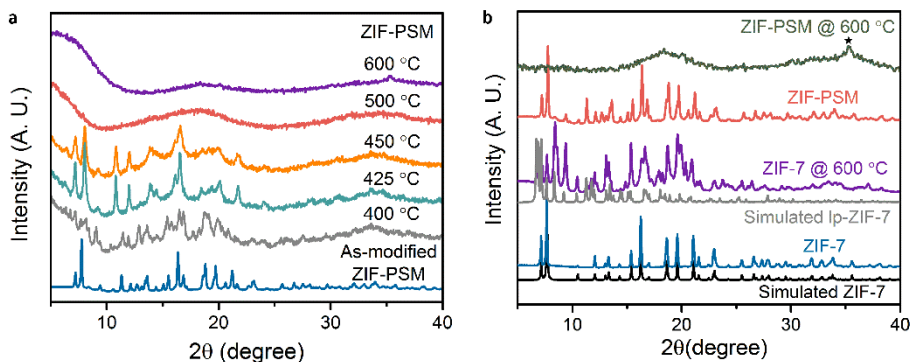 a
ZIF-PSM
600 °C
500 °C
450 °C
425 °C
400 °C
As-modified
ZIF-PSM
Intensity (A. U.)
5
10
20
30
40
2θ (degree)
b
ZIF-PSM @ 600 °C
★
ZIF-PSM
ZIF-7 @ 600 °C
Simulated lp-ZIF-7
ZIF-7
Simulated ZIF-7
Intensity (A. U.)
10
20
30
40
2θ(degree)